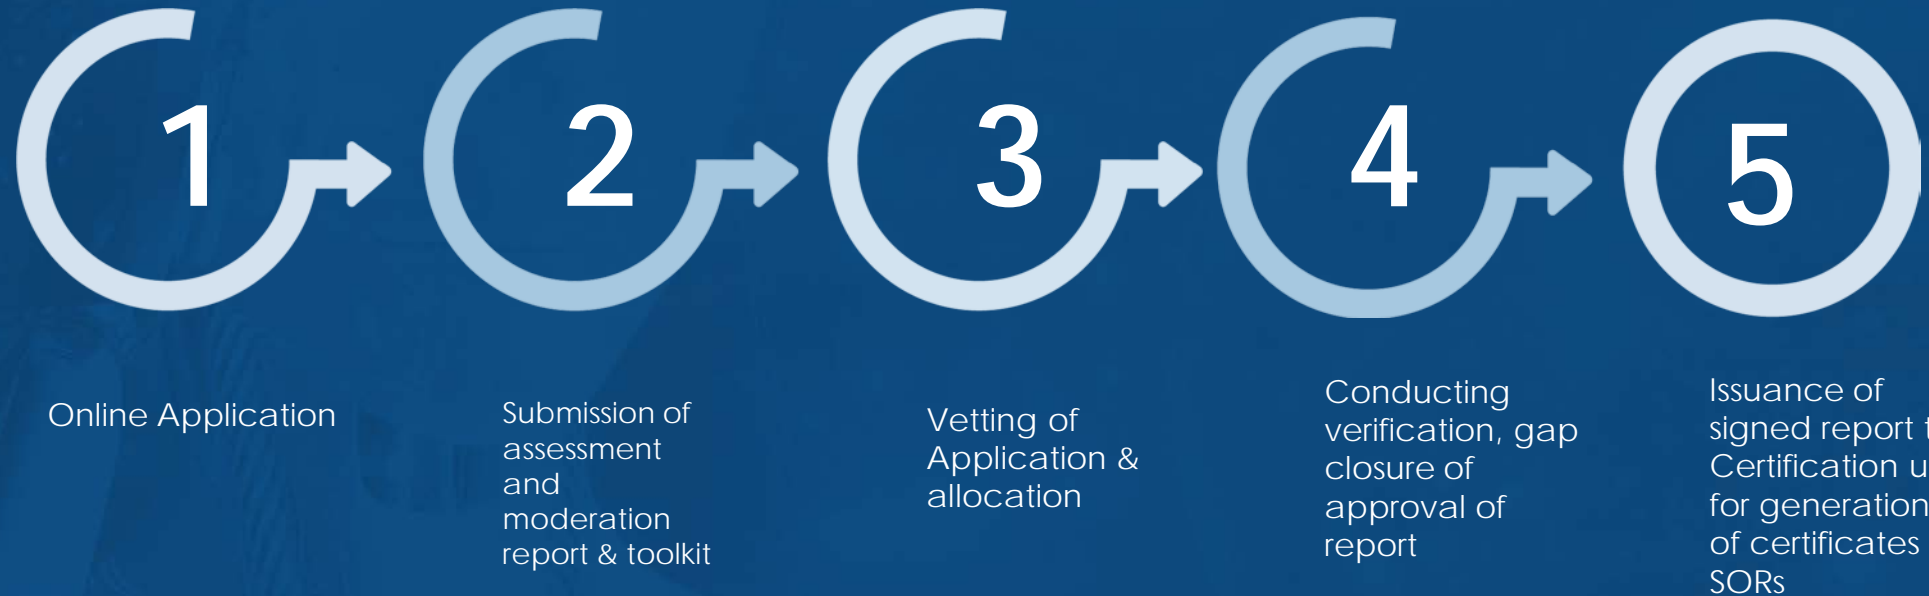 1
2
3
4
5
Online Application
Submission of
assessment
and
moderation
report & toolkit
Vetting of
Application &
allocation
Conducting
verification, gap
closure of
approval of
report
Issuance of
signed report
Certification
for generation
of certificates
SORs